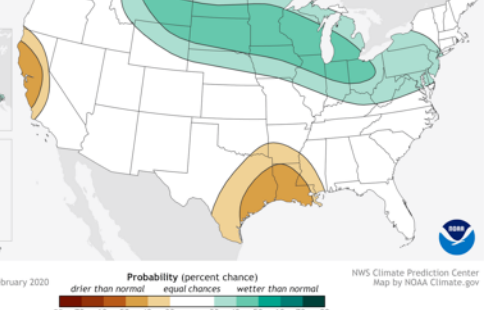 NOAA
ebruary 2020
Probability (percent chance)
drier than normal equal chances wetter than normal
NWS Climate Prediction Center
Map by NOAA Climate.gov